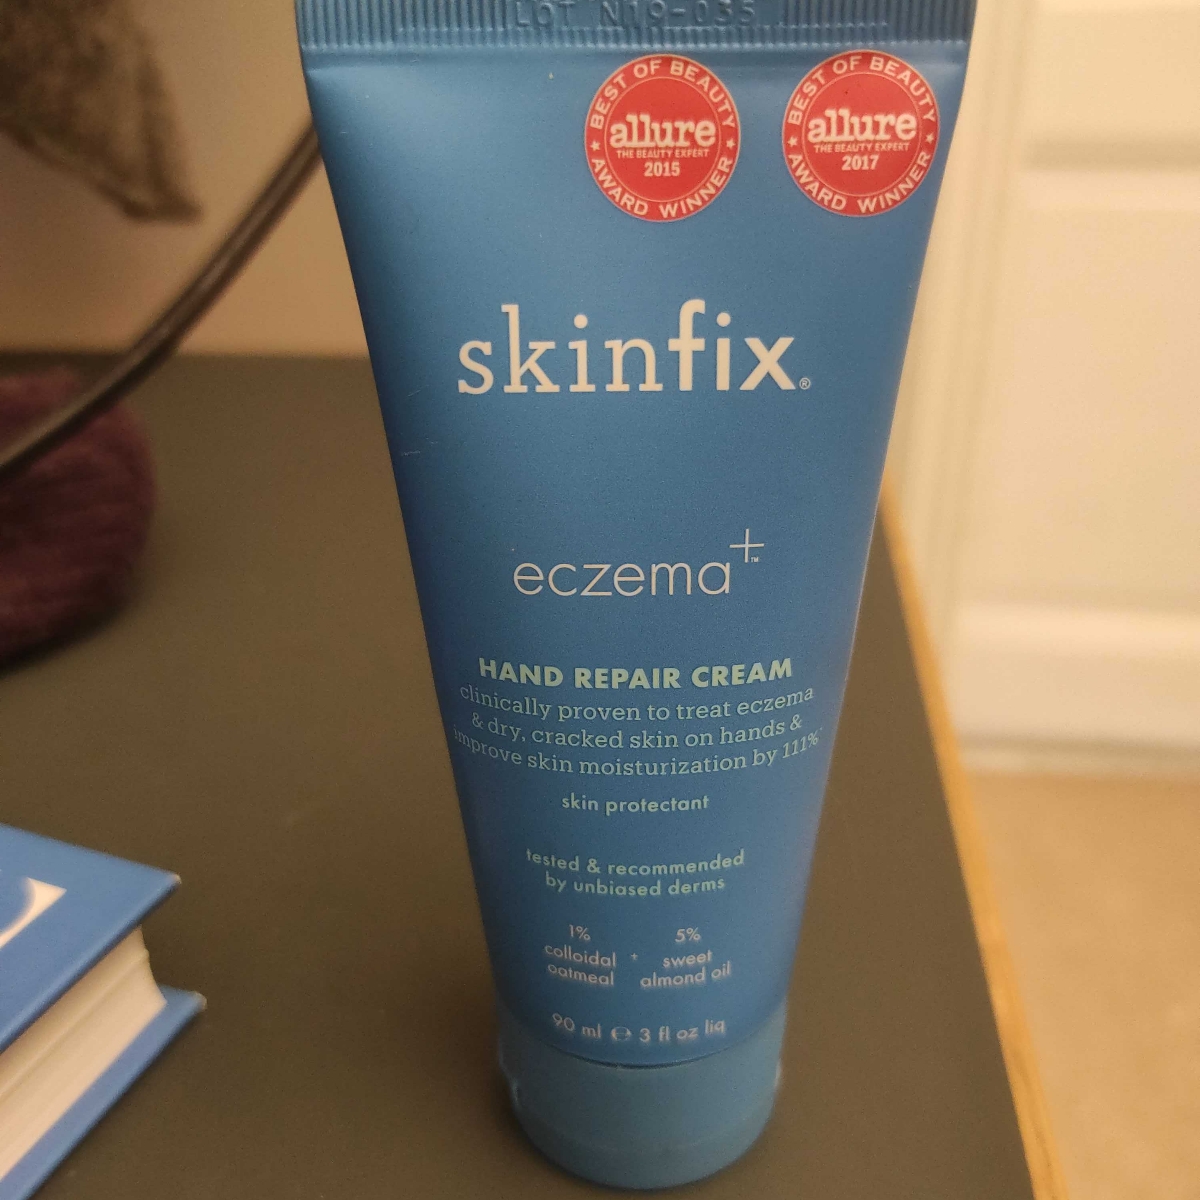 LOT N19-035
BEST OF BEAUTY
allure
THE BEAUTY EXPERT
2015
AWARD WINNER
BEST OF BEAUTY
allure
THE BEAUTY EXPERT
2017
AWARD WINNER
skinfix®
eczema+™
HAND REPAIR CREAM
clinically proven to treat eczema
& dry, cracked skin on hands &
improve skin moisturization by 111%
skin protectant
tested & recommended
by unbiased derms
1%
colloidal
oatmeal
+
5%
sweet
almond oil
90 ml ℮ 3 fl oz liq